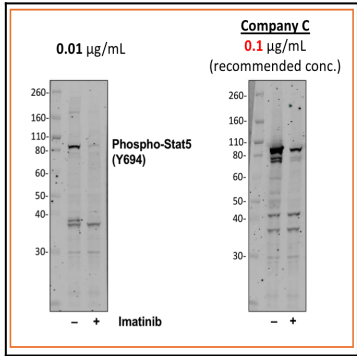 Company C
0.01 µg/mL
0.1 µg/mL
(recommended conc.)
260-
160-
110-
80-
60-
50-
40-
30-
Phospho-Stat5
(Y694)
260-
160-
110-
80-
60-
50-
40-
30-
– + Imatinib
– +